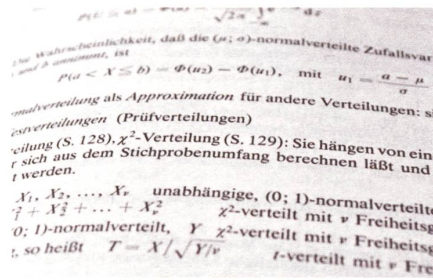 Die Wahrscheinlichkeit, daß die (μ; σ)-normalverteilte Zufallsvar
und b annimmt, ist
P(a < X ≤ b) = Φ(u₂) − Φ(u₁), mit u₁ = (a − μ)/σ
rmalverteilung als Approximation für andere Verteilungen: si
estverteilungen (Prüfverteilungen)
eilung (S. 128), χ²-Verteilung (S. 129): Sie hängen von ein
r sich aus dem Stichprobenumfang berechnen läßt und
t werden.
X₁, X₂, ..., Xᵥ unabhängige, (0; 1)-normalverteilte
+ X₂² + ... + Xᵥ² χ²-verteilt mit ν Freiheitsg
(0; 1)-normalverteilt, Y χ²-verteilt mit ν Freiheitsg
, so heißt T = X/√(Y/ν) t-verteilt mit ν Fre